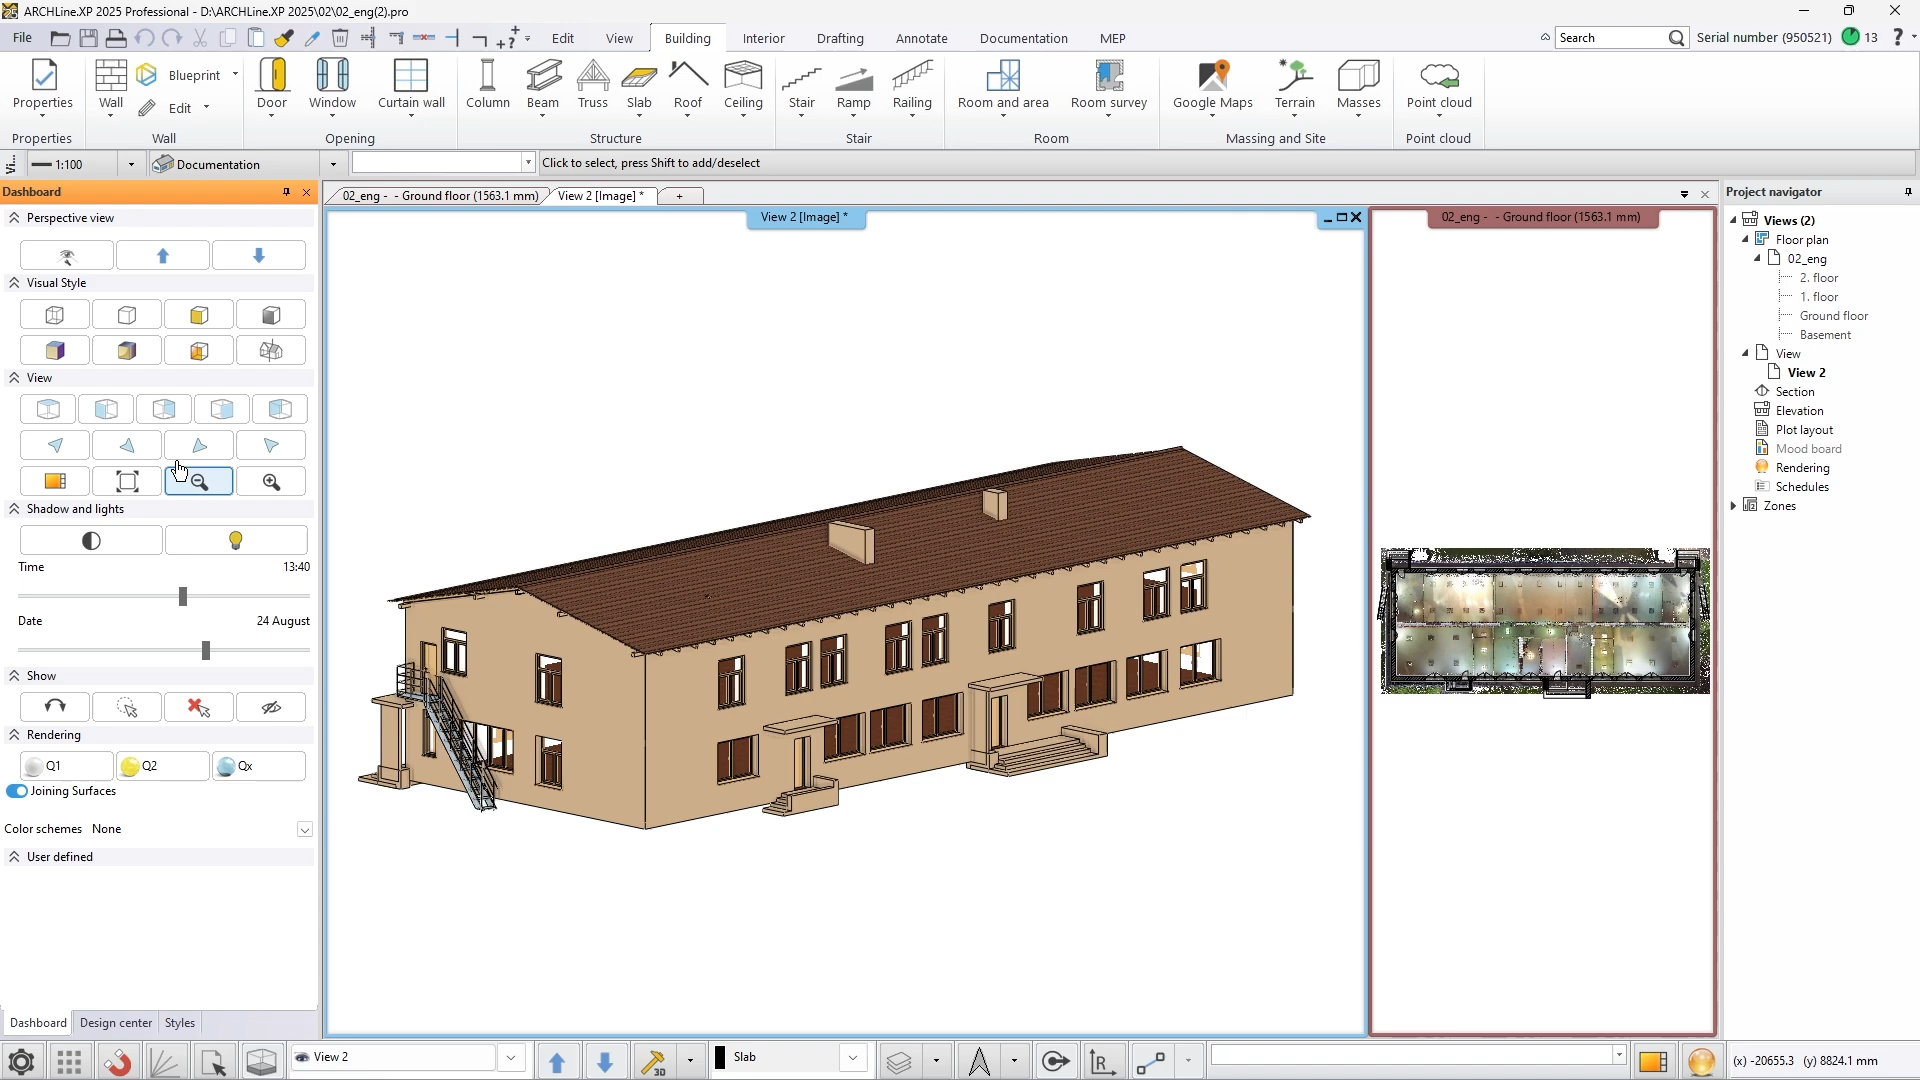 ARCHLine.XP 2025 Professional - D:\ARCHLine.XP 2025\02\02_eng(2).pro
File
Edit
View
Building
Interior
Drafting
Annotate
Documentation
MEP
Search
Serial number (950521)
13
?
Properties
Wall
Blueprint
Edit
Door
Window
Curtain wall
Column
Beam
Truss
Slab
Roof
Ceiling
Stair
Ramp
Railing
Room and area
Room survey
Google Maps
Terrain
Masses
Point cloud
Properties
Wall
Opening
Structure
Stair
Room
Massing and Site
Point cloud
1:100
Documentation
Click to select, press Shift to add/deselect
Dashboard
02_eng - - Ground floor (1563.1 mm)
View 2 [Image] *
+
Project navigator
Perspective view
View 2 [Image] *
02_eng - - Ground floor (1563.1 mm)
Views (2)
Floor plan
02_eng
2. floor
1. floor
Ground floor
Basement
View
View 2
Section
Elevation
Plot layout
Mood board
Rendering
Schedules
Zones
Visual Style
View
Shadow and lights
Time 13:40
Date 24 August
Show
Rendering
Q1
Q2
Qx
Joining Surfaces
Color schemes None
User defined
Dashboard
Design center
Styles
View 2
3D
Slab
R
(x) -20655.3 (y) 8824.1 mm